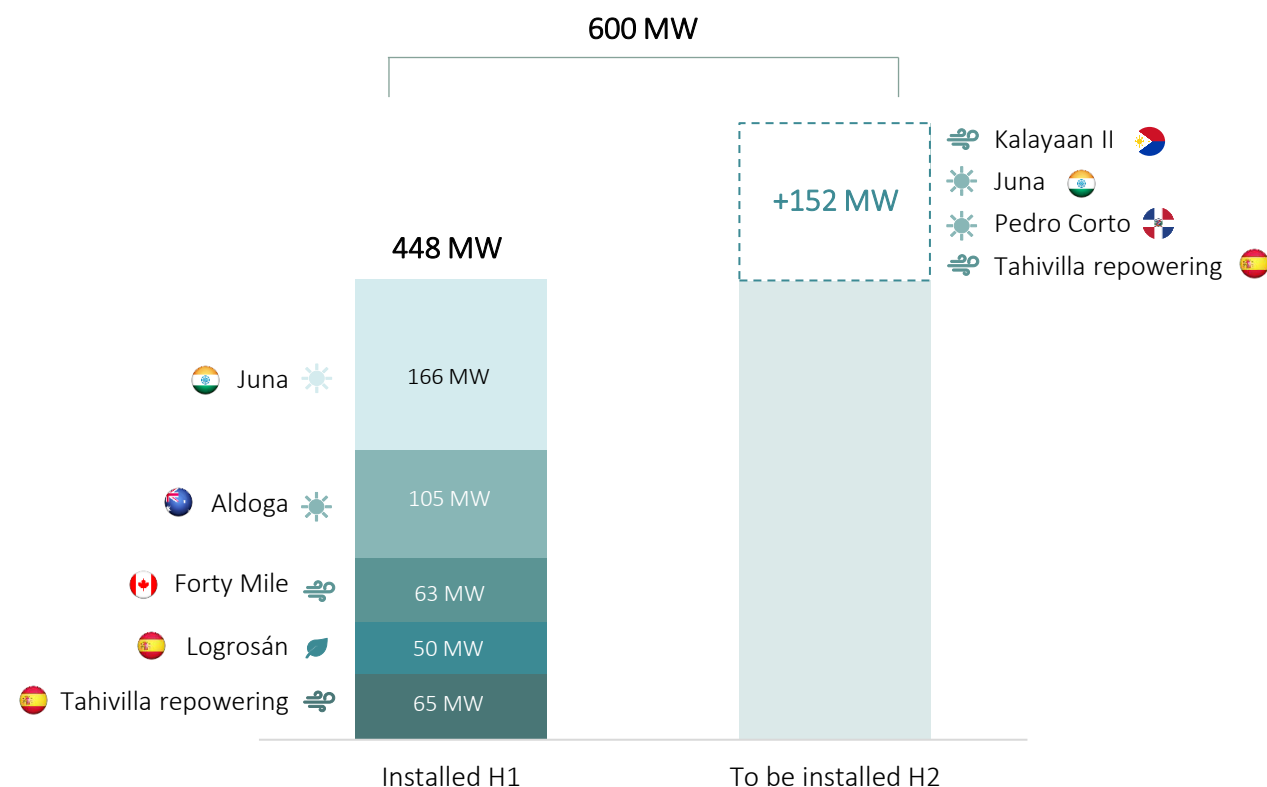 600 MW
448 MW
Juna
166 MW
Aldoga
105 MW
Forty Mile
63 MW
Logrosán
50 MW
Tahivilla repowering
65 MW
Installed H1
+152 MW
Kalayaan II
Juna
Pedro Corto
Tahivilla repowering
To be installed H2